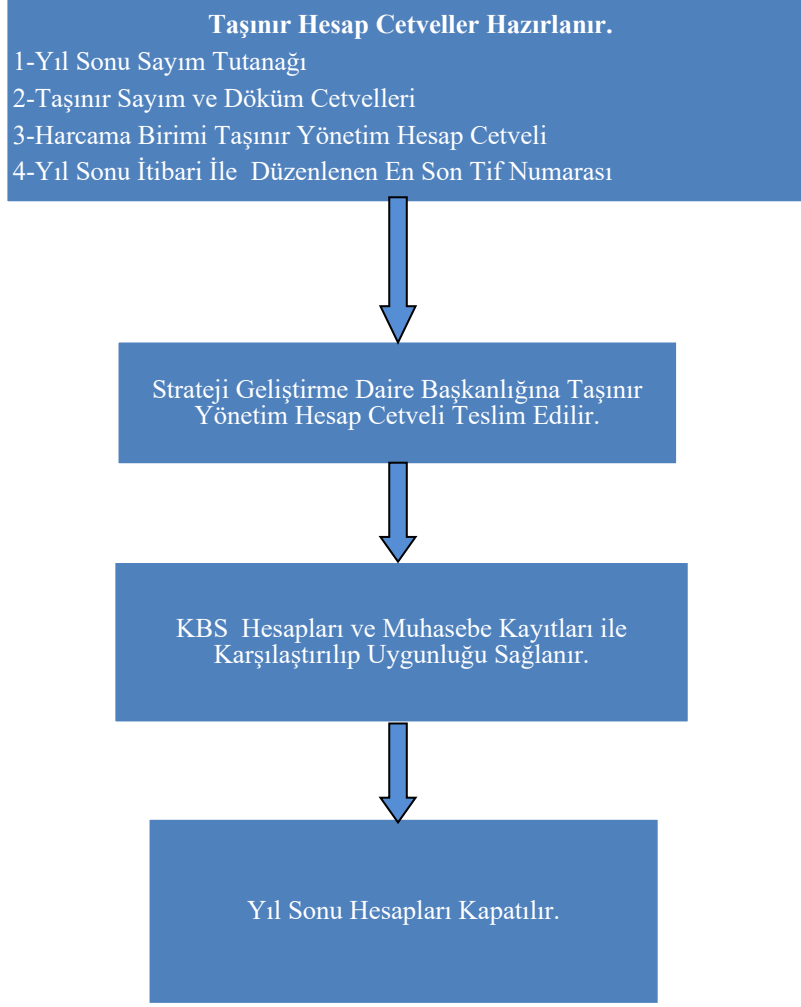 Taşınır Hesap Cetveller Hazırlanır.
1-Yıl Sonu Sayım Tutanağı
2-Taşınır Sayım ve Döküm Cetvelleri
3-Harcama Birimi Taşınır Yönetim Hesap Cetveli
4-Yıl Sonu İtibari İle  Düzenlenen En Son Tif Numarası
Strateji Geliştirme Daire Başkanlığına Taşınır
Yönetim Hesap Cetveli Teslim Edilir.
KBS  Hesapları ve Muhasebe Kayıtları ile
Karşılaştırılıp Uygunluğu Sağlanır.
Yıl Sonu Hesapları Kapatılır.